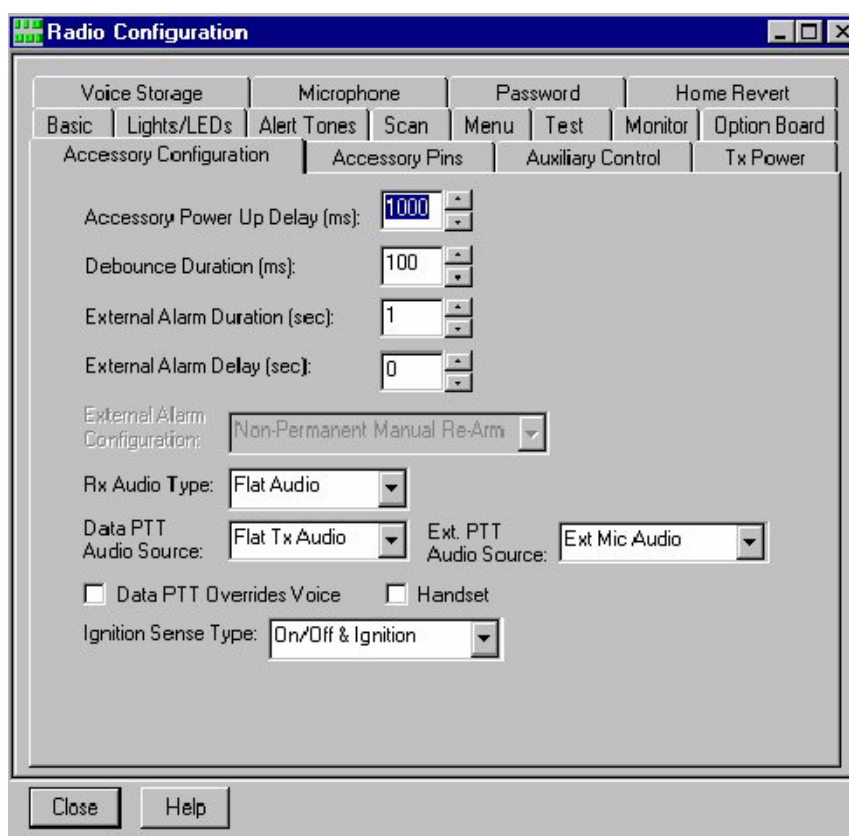 Radio Configuration
Voice Storage Microphone Password Home Revert
Basic Lights/LEDs Alert Tones Scan Menu Test Monitor Option Board
Accessory Configuration Accessory Pins Auxiliary Control Tx Power
Accessory Power Up Delay (ms): 1000
Debounce Duration (ms): 100
External Alarm Duration (sec): 1
External Alarm Delay (sec): 0
External Alarm
Configuration: Non-Permanent Manual Re-Arm
Rx Audio Type: Flat Audio
Data PTT
Audio Source: Flat Tx Audio
Ext. PTT
Audio Source: Ext Mic Audio
Data PTT Overrides Voice Handset
Ignition Sense Type: On/Off & Ignition
Close Help